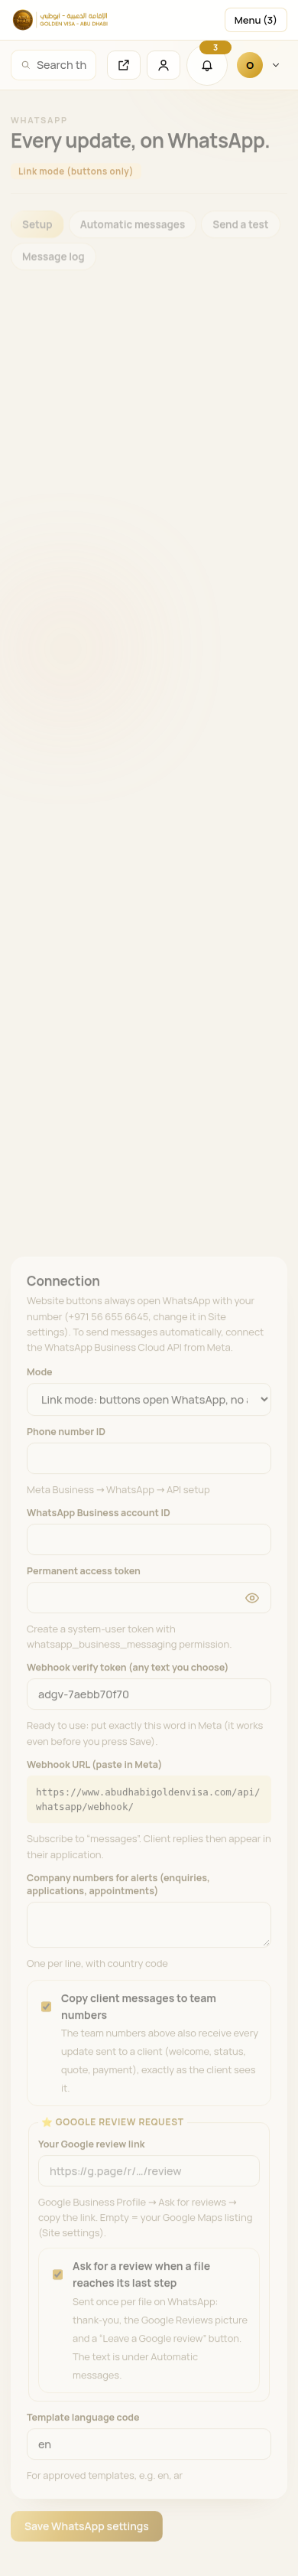 الإقامة الذهبية - أبوظبي
GOLDEN VISA - ABU DHABI
Menu (3)
Search th
3
O
WHATSAPP
Every update, on WhatsApp.
Link mode (buttons only)
Setup
Automatic messages
Send a test
Message log
Connection
Website buttons always open WhatsApp with your
number (+971 56 655 6645, change it in Site
settings). To send messages automatically, connect
the WhatsApp Business Cloud API from Meta.
Mode
Link mode: buttons open WhatsApp, no a
Phone number ID
Meta Business → WhatsApp → API setup
WhatsApp Business account ID
Permanent access token
Create a system-user token with
whatsapp_business_messaging permission.
Webhook verify token (any text you choose)
adgv-7aebb70f70
Ready to use: put exactly this word in Meta (it works
even before you press Save).
Webhook URL (paste in Meta)
https://www.abudhabigoldenvisa.com/api/
whatsapp/webhook/
Subscribe to "messages". Client replies then appear in
their application.
Company numbers for alerts (enquiries,
applications, appointments)
One per line, with country code
Copy client messages to team
numbers
The team numbers above also receive every
update sent to a client (welcome, status,
quote, payment), exactly as the client sees
it.
⭐ GOOGLE REVIEW REQUEST
Your Google review link
https://g.page/r/.../review
Google Business Profile → Ask for reviews →
copy the link. Empty = your Google Maps listing
(Site settings).
Ask for a review when a file
reaches its last step
Sent once per file on WhatsApp:
thank-you, the Google Reviews picture
and a "Leave a Google review" button.
The text is under Automatic
messages.
Template language code
en
For approved templates, e.g. en, ar
Save WhatsApp settings